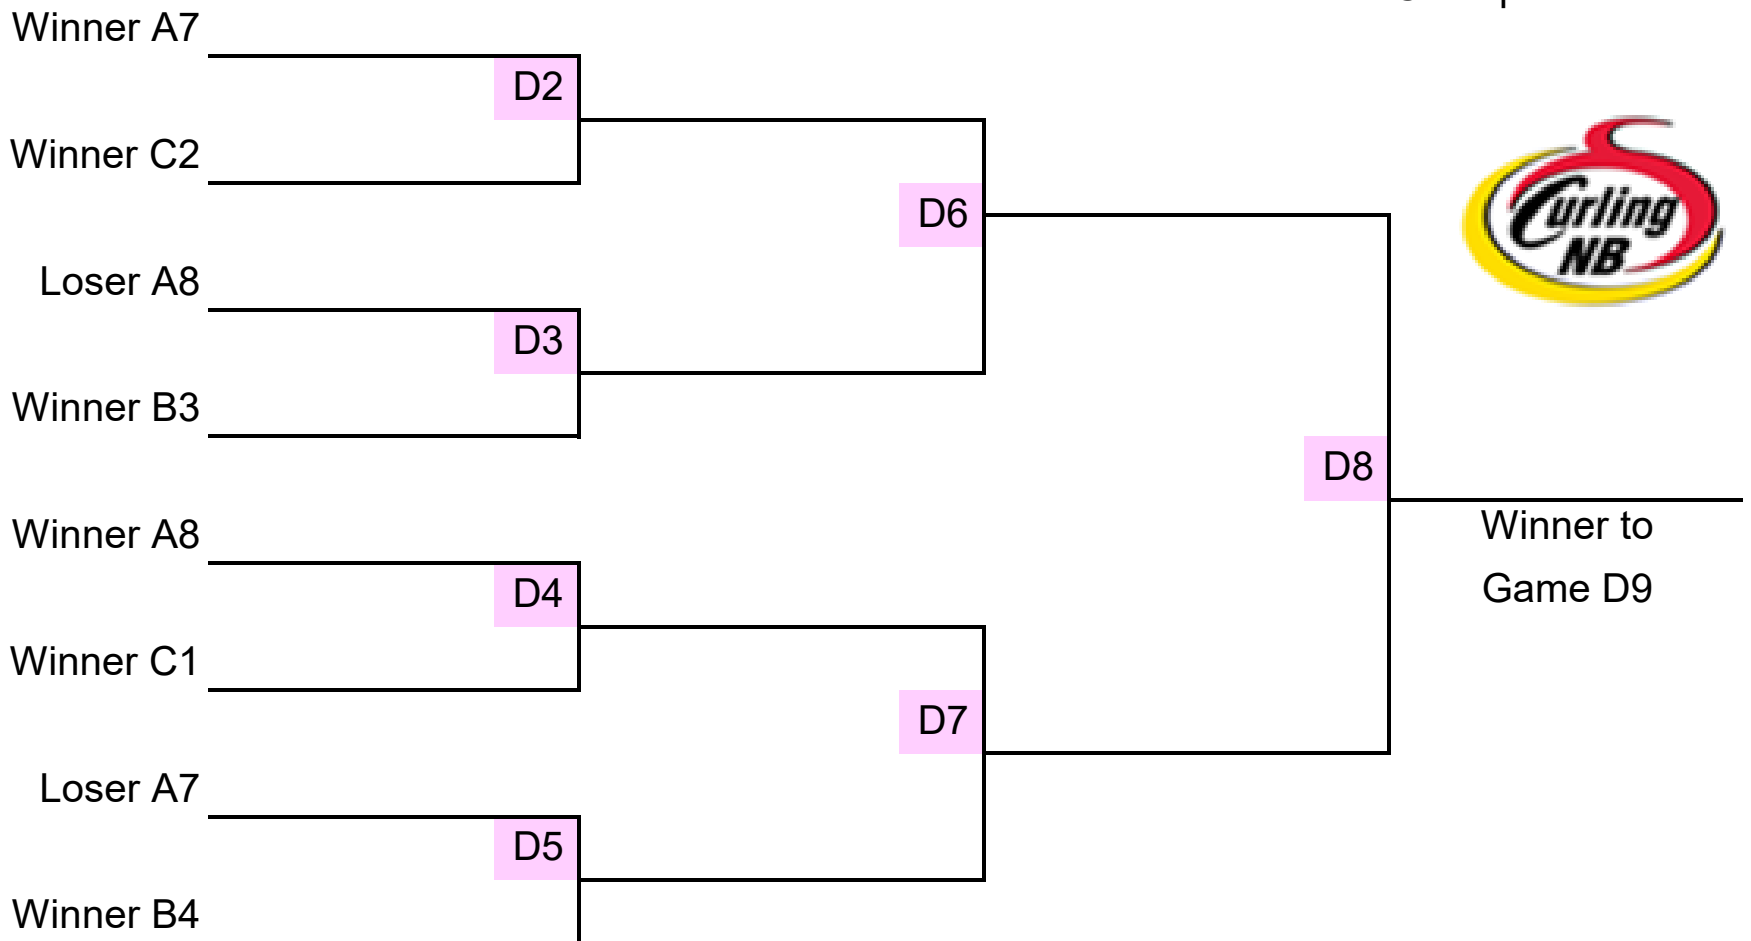 Winner A7
D2
Winner C2
D6
Loser A8
D3
Winner B3
D8
Winner A8
Winner to
Game D9
D4
Winner C1
D7
Loser A7
D5
Winner B4
Curling
NB